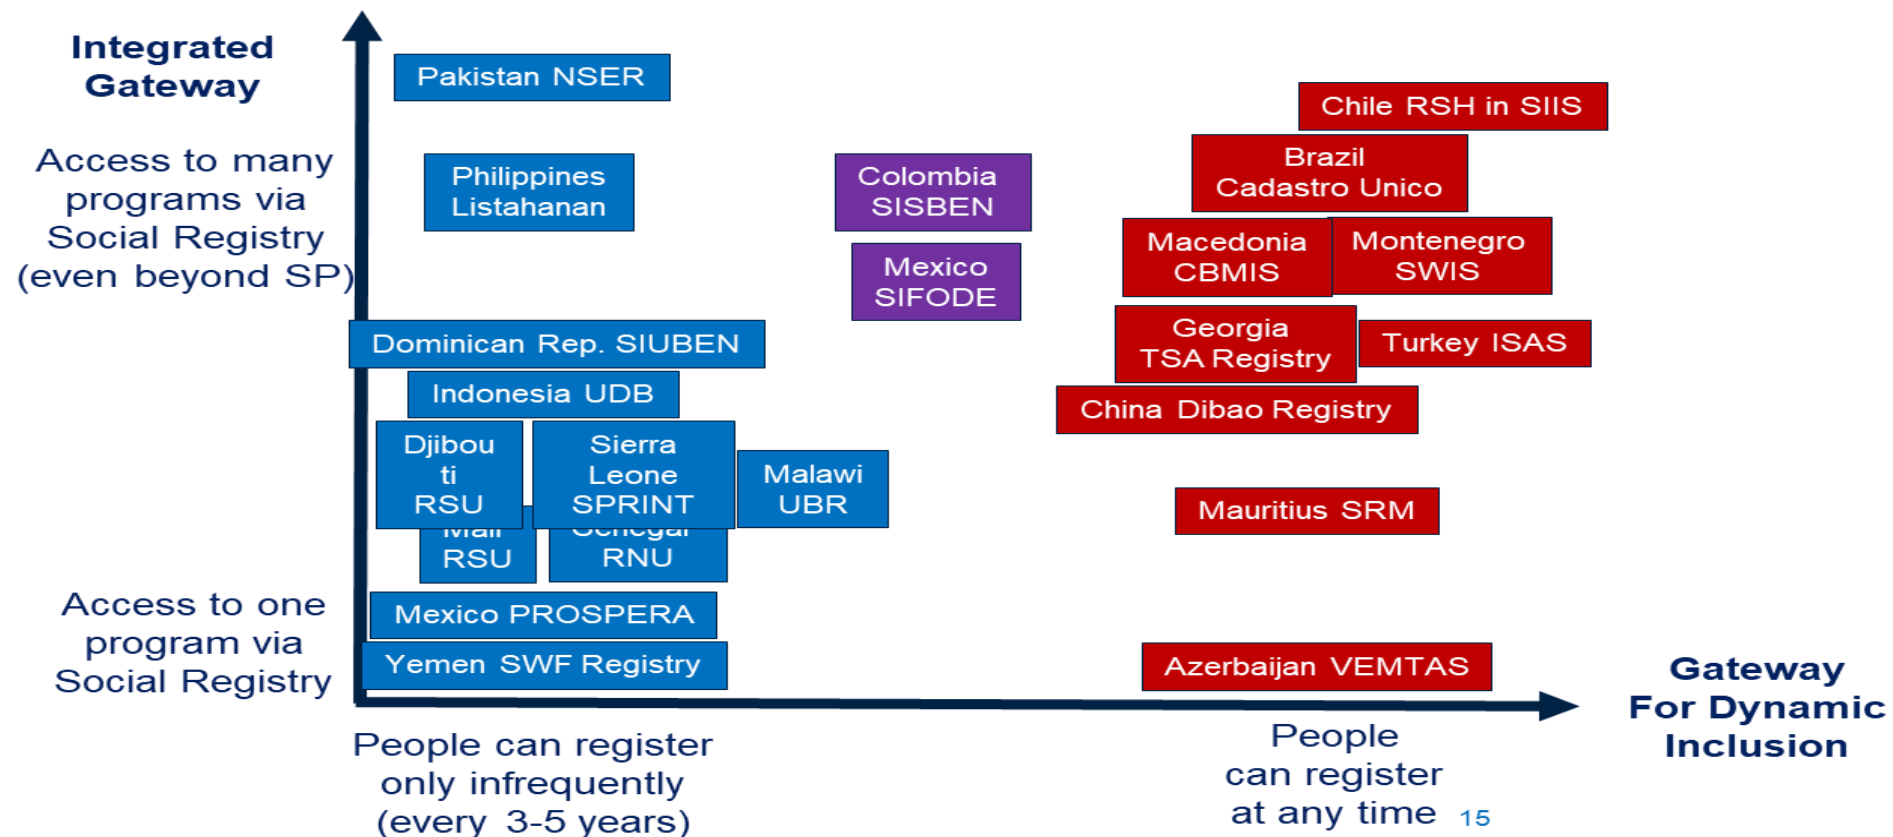 Integrated
Gateway
Access to many
programs via
Social Registry
(even beyond SP)
Access to one
program via
Social Registry
Pakistan NSER
Philippines
Listahanan
Dominican Rep. SIUBEN
Indonesia UDB
Djibou
ti
RSU
Sierra
Leone
SPRINT
Malawi
UBR
Mali
RSU
Senegal
RNU
Mexico PROSPERA
Yemen SWF Registry
Colombia
SISBEN
Mexico
SIFODE
Chile RSH in SIIS
Brazil
Cadastro Unico
Macedonia
CBMIS
Montenegro
SWIS
Georgia
TSA Registry
Turkey ISAS
China Dibao Registry
Mauritius SRM
Azerbaijan VEMTAS
Gateway
For Dynamic
Inclusion
People can register
only infrequently
(every 3-5 years)
People
can register
at any time
15